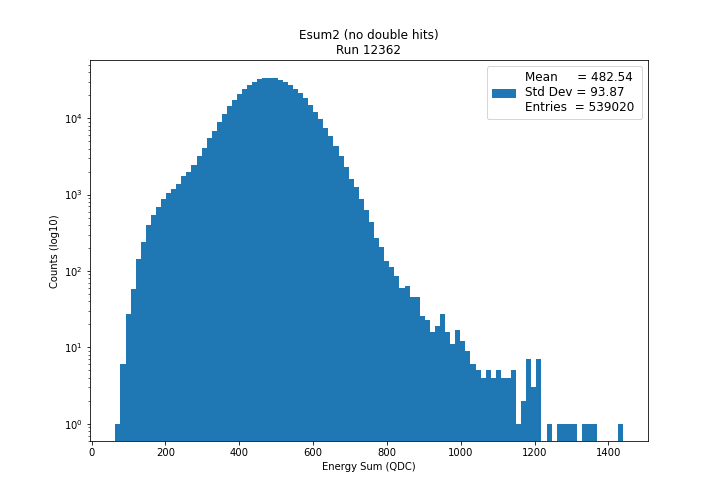 Esum2 (no double hits)
Run 12362
Mean = 482.54
Std Dev = 93.87
Entries = 539020
Counts (log10)
10⁴
10³
10²
10¹
10⁰
0 200 400 600 800 1000 1200 1400
Energy Sum (QDC)